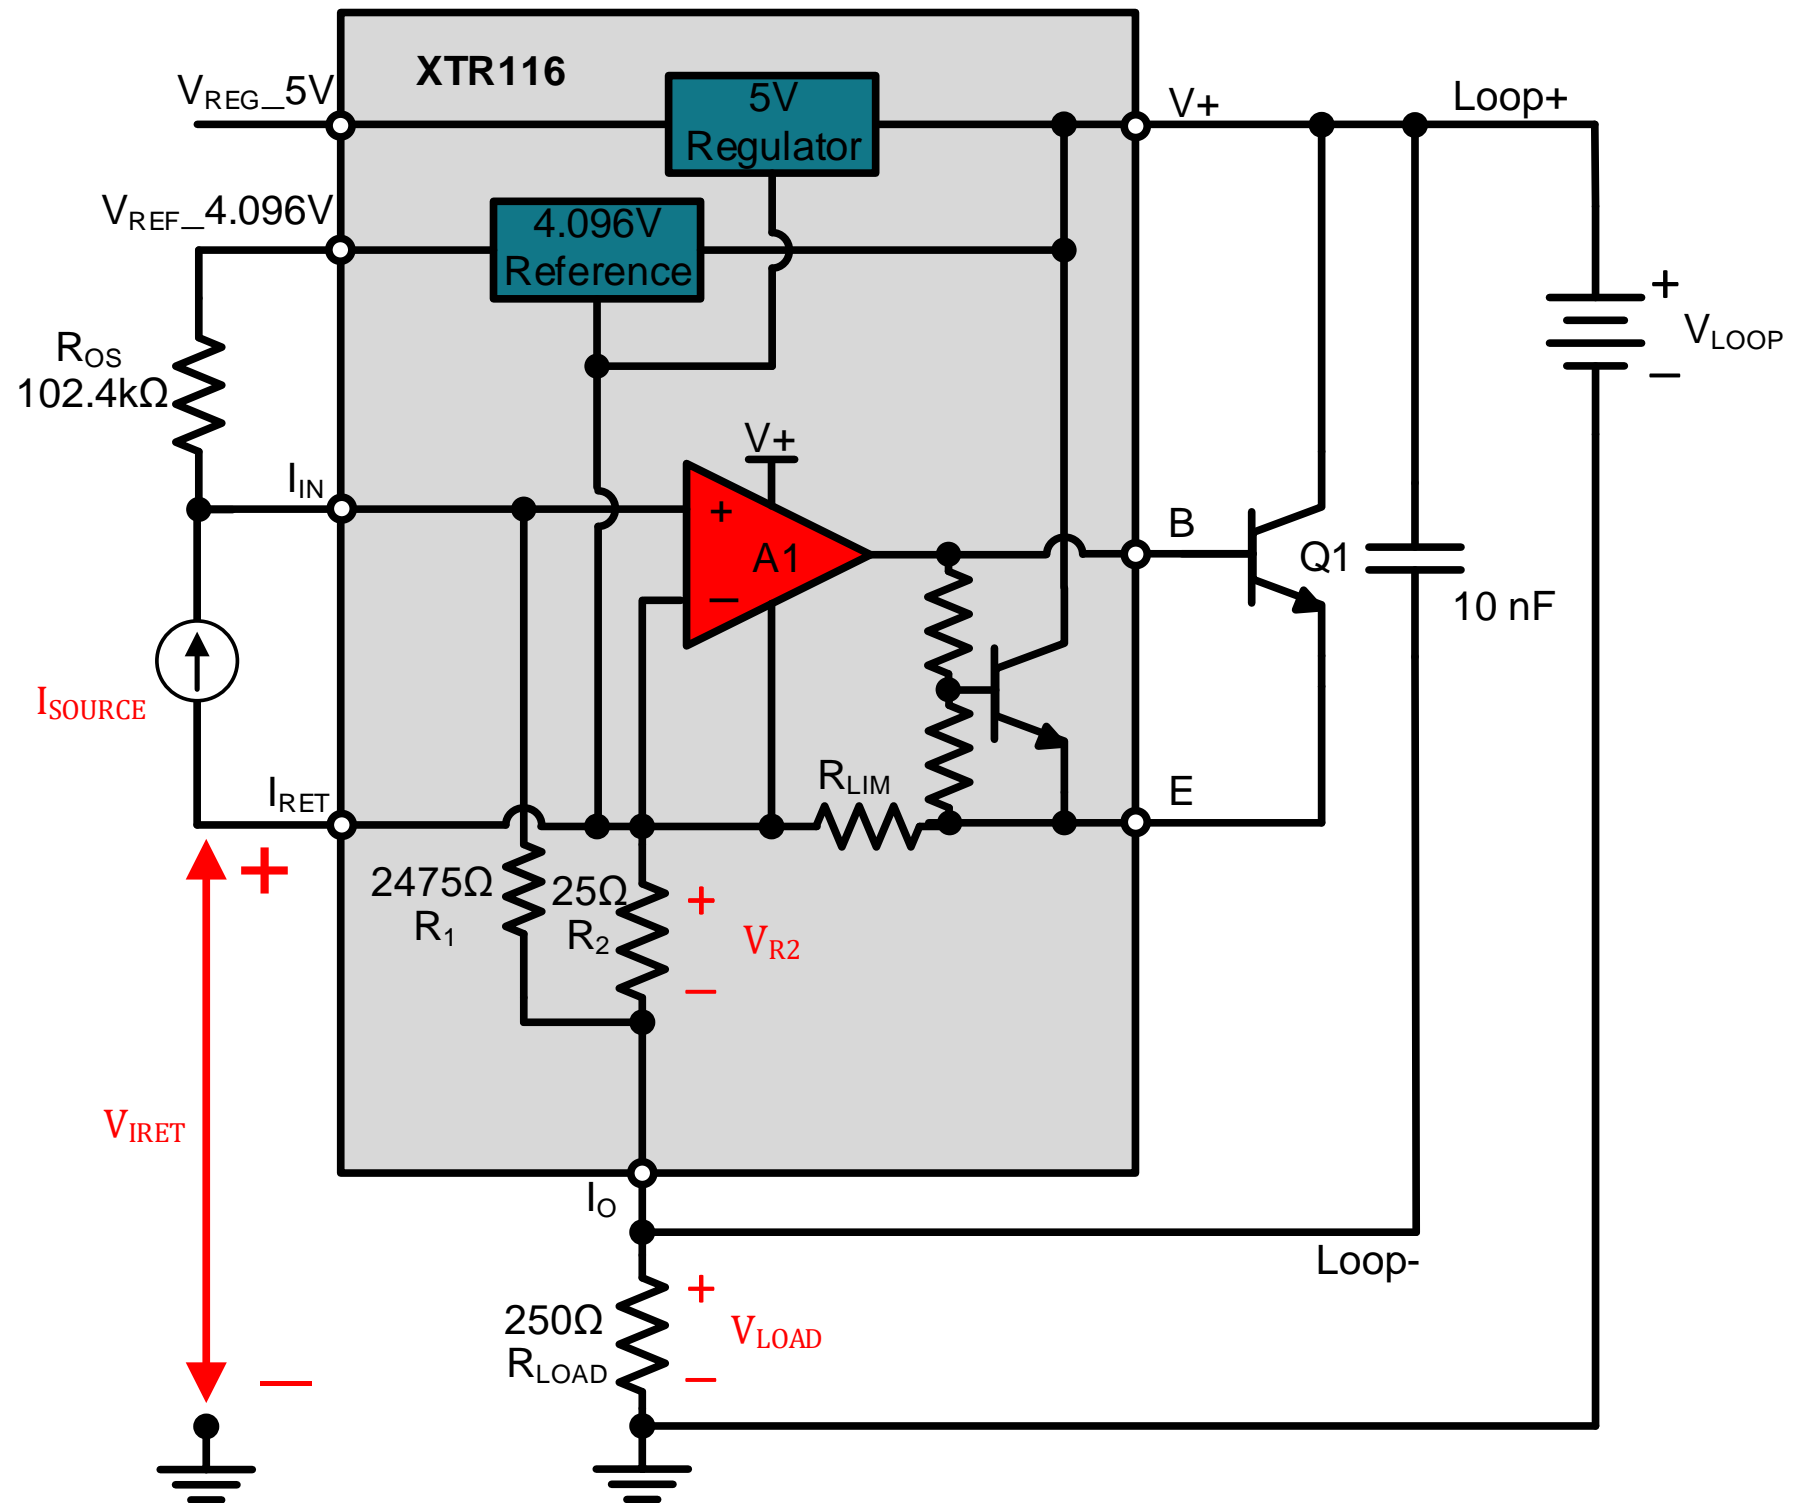 XTR116
VREG_5V
5V
Regulator
V+
Loop+
VREF_4.096V
4.096V
Reference
+
VLOOP
–
ROS
102.4kΩ
V+
IIN
+
A1
–
B
Q1
10 nF
ISOURCE
IRET
RLIM
E
+
2475Ω
R1
25Ω
R2
+
VR2
–
VIRET
IO
Loop-
+
250Ω
RLOAD
VLOAD
–
–